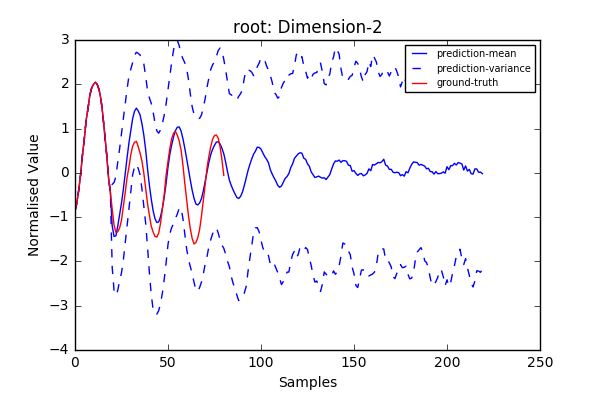 root: Dimension-2
3
2
1
0
−1
−2
−3
−4
Normalised Value
prediction-mean
prediction-variance
ground-truth
0 50 100 150 200 250
Samples